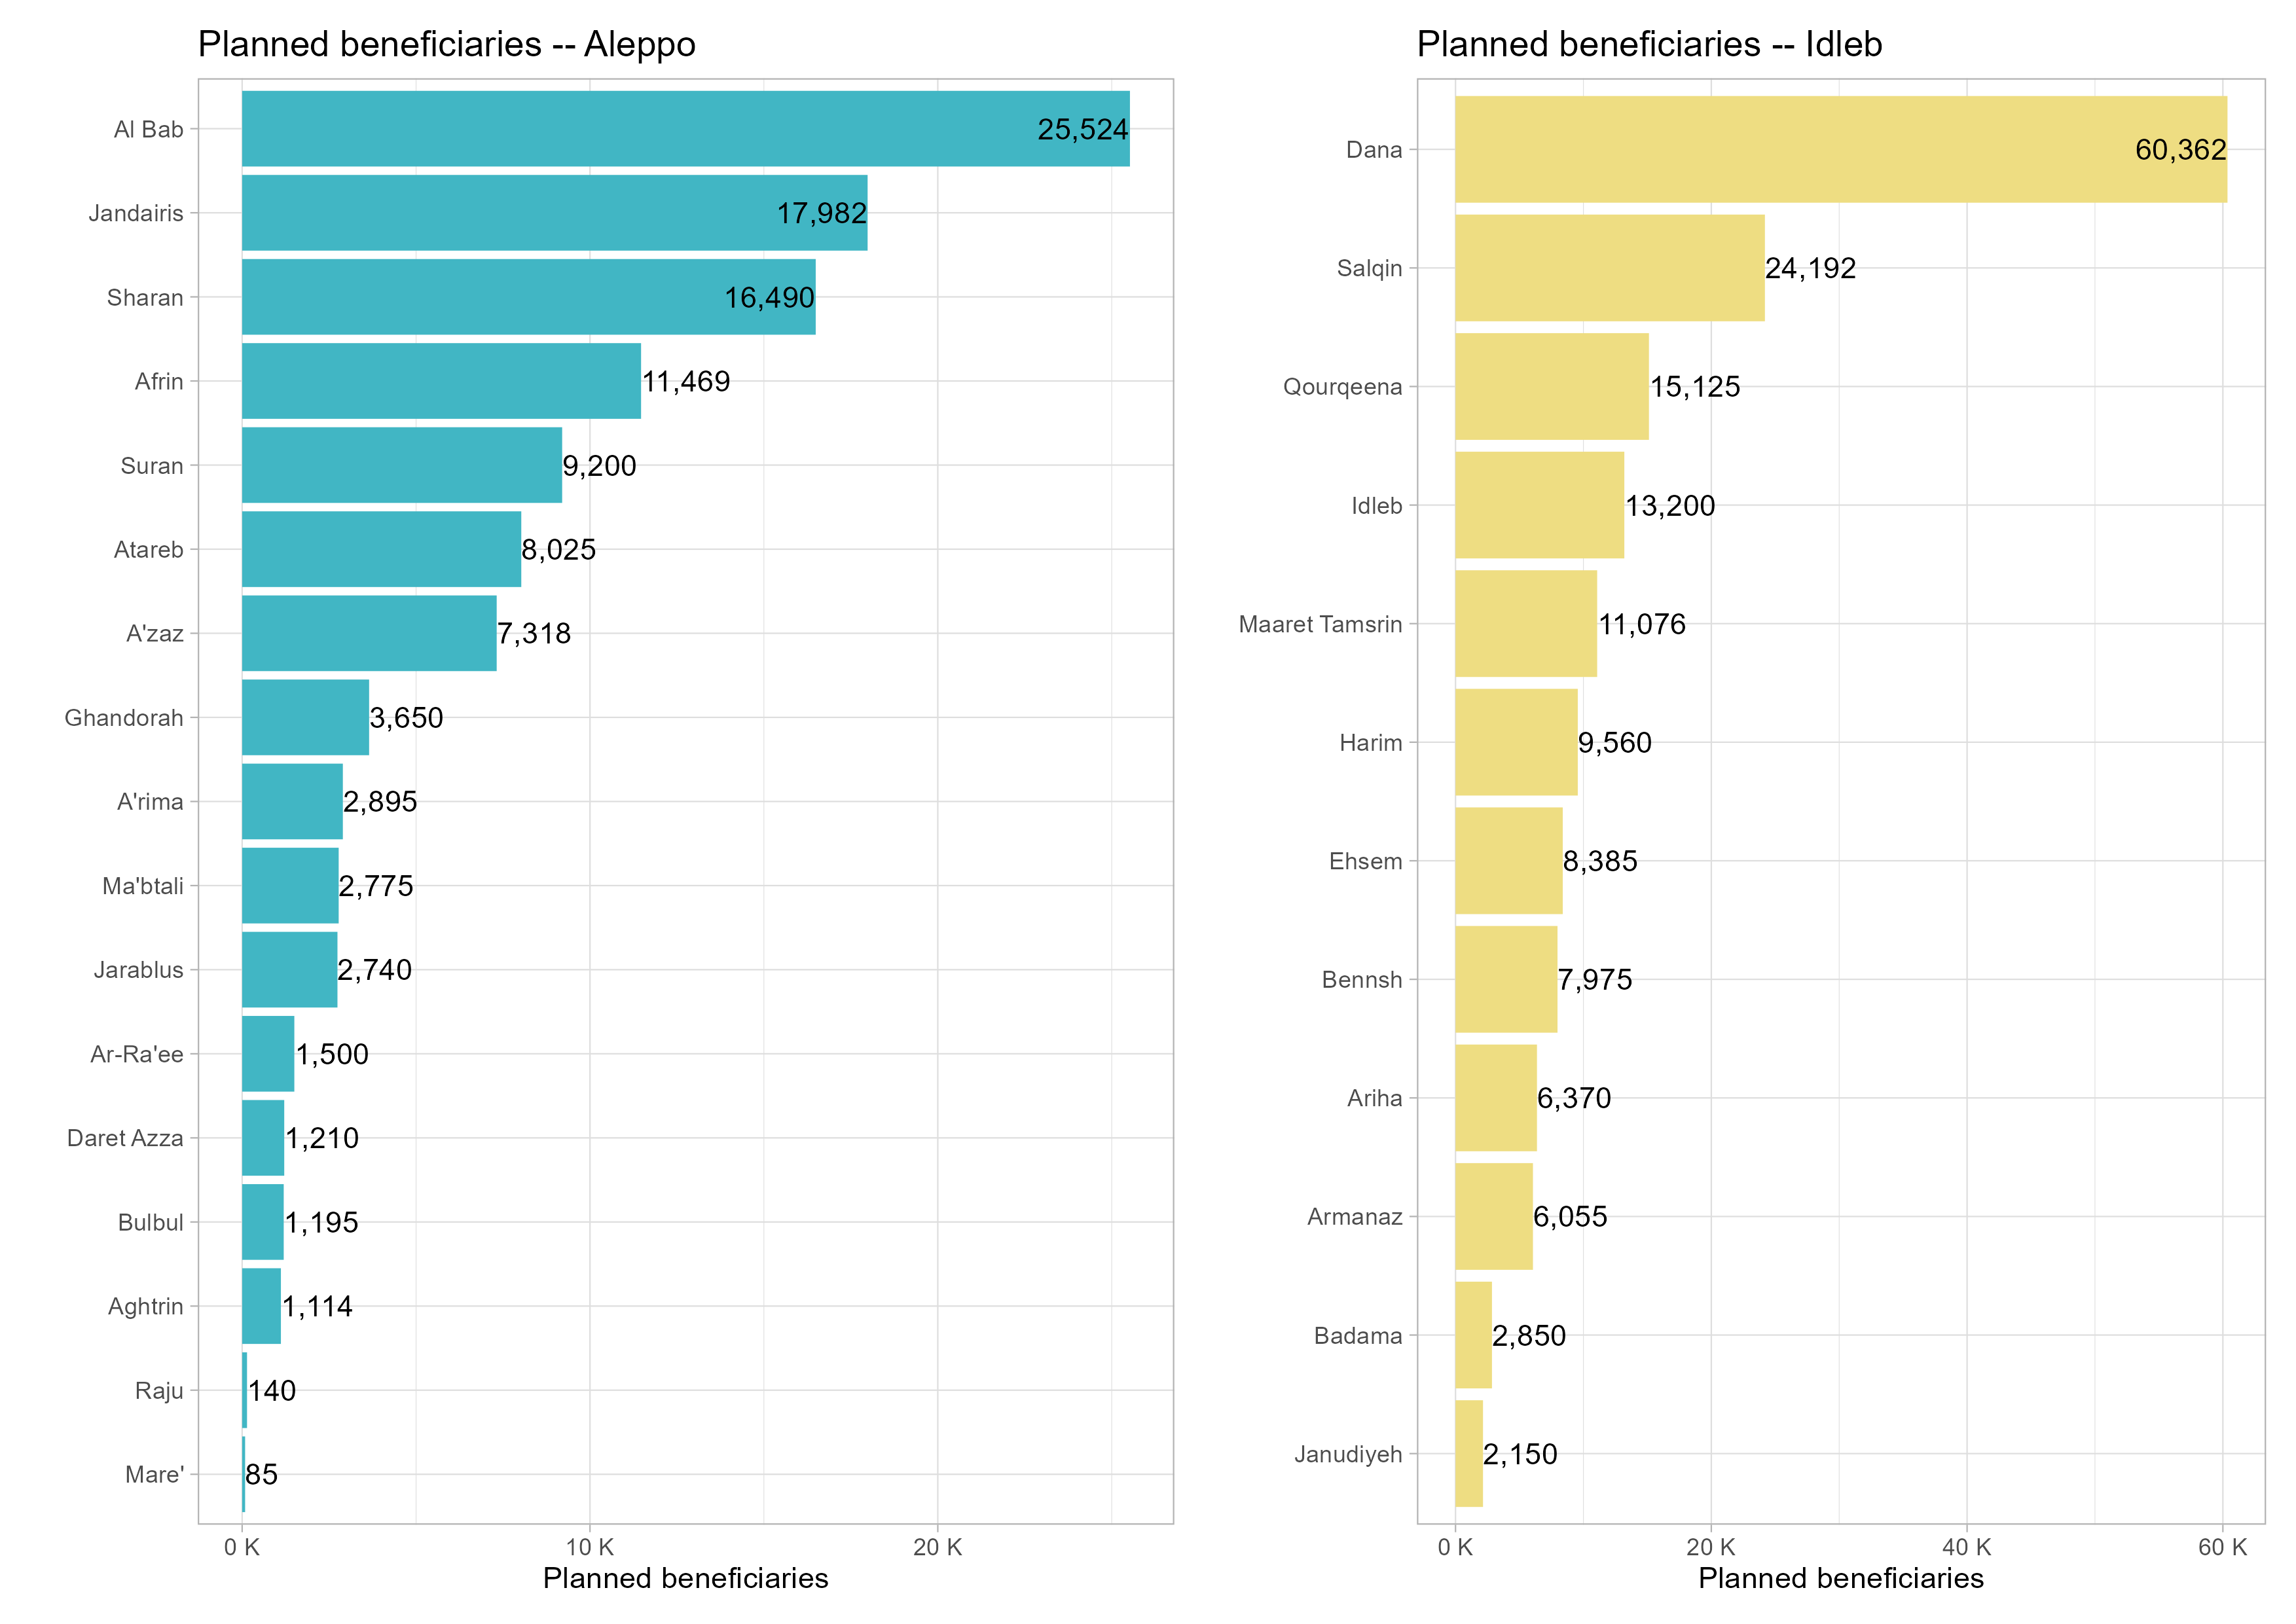 Planned beneficiaries -- Aleppo
Al Bab 25,524
Jandairis 17,982
Sharan 16,490
Afrin 11,469
Suran 9,200
Atareb 8,025
A'zaz 7,318
Ghandorah 3,650
A'rima 2,895
Ma'btali 2,775
Jarablus 2,740
Ar-Ra'ee 1,500
Daret Azza 1,210
Bulbul 1,195
Aghtrin 1,114
Raju 140
Mare' 85
0 K 10 K 20 K
Planned beneficiaries
Planned beneficiaries -- Idleb
Dana 60,362
Salqin 24,192
Qourqeena 15,125
Idleb 13,200
Maaret Tamsrin 11,076
Harim 9,560
Ehsem 8,385
Bennsh 7,975
Ariha 6,370
Armanaz 6,055
Badama 2,850
Janudiyeh 2,150
0 K 20 K 40 K 60 K
Planned beneficiaries